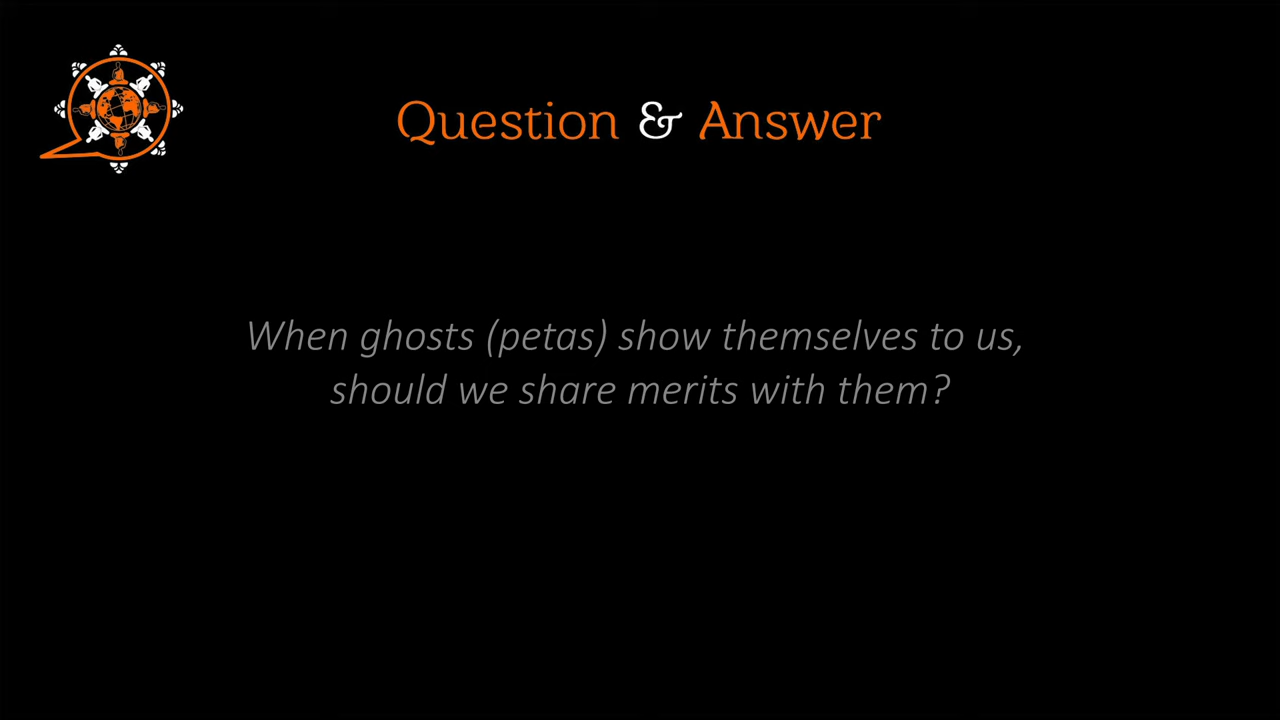 Question & Answer
When ghosts (petas) show themselves to us,
should we share merits with them?